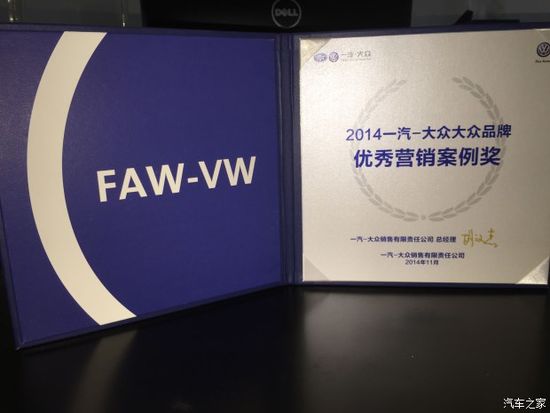 DELL
FAW-VW
一汽-大众
2014一汽-大众大众品牌
优秀营销案例奖
一汽-大众销售有限责任公司 总经理
一汽-大众销售有限责任公司
2014年11月
汽车之家